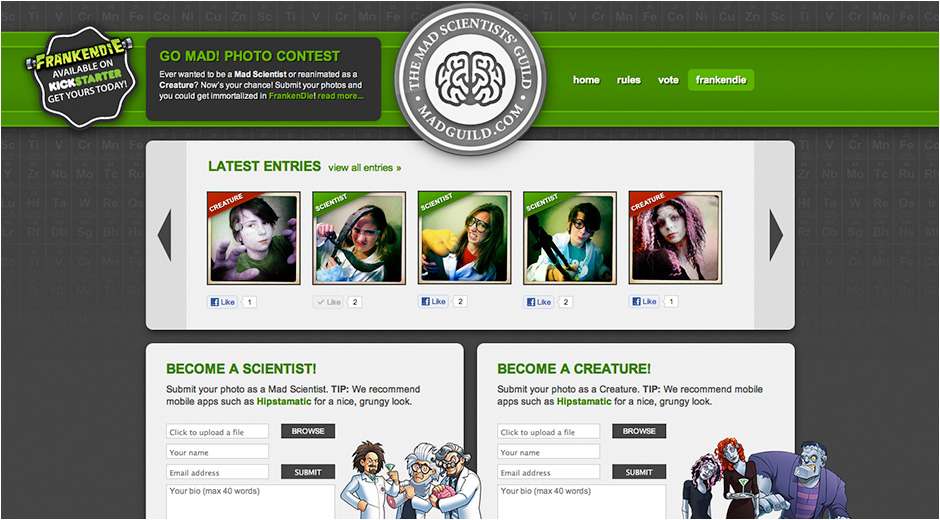 FRANKENDIE
AVAILABLE ON
KICKSTARTER
GET YOURS TODAY!
GO MAD! PHOTO CONTEST
Ever wanted to be a Mad Scientist or reanimated as a
Creature? Now's your chance! Submit your photos and
you could get immortalized in FrankenDie! read more...
THE MAD SCIENTISTS' GUILD
MADGUILD.COM
home rules vote frankendie
LATEST ENTRIES view all entries »
CREATURE SCIENTIST SCIENTIST SCIENTIST CREATURE
Like 1 Like 2 Like 2 Like 2 Like 1
BECOME A SCIENTIST!
Submit your photo as a Mad Scientist. TIP: We recommend
mobile apps such as Hipstamatic for a nice, grungy look.
Click to upload a file BROWSE
Your name
Email address SUBMIT
Your bio (max 40 words)
BECOME A CREATURE!
Submit your photo as a Creature. TIP: We recommend mobile
apps such as Hipstamatic for a nice, grungy look.
Click to upload a file BROWSE
Your name
Email address SUBMIT
Your bio (max 40 words)